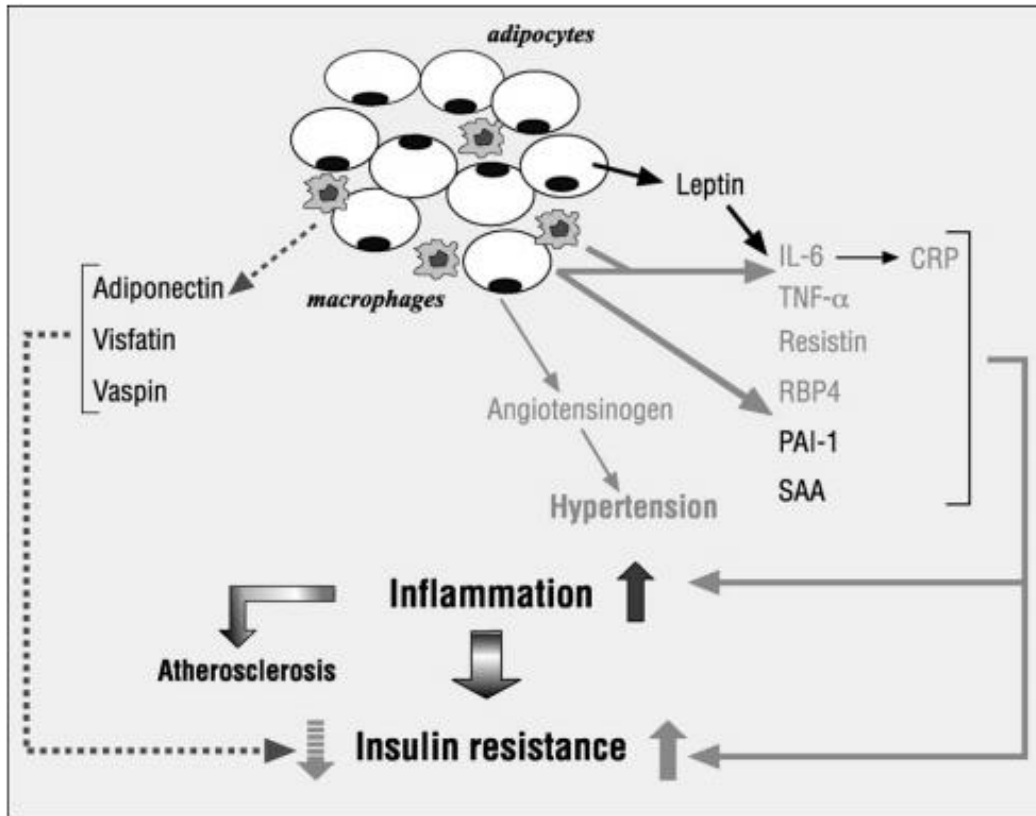 adipocytes
Leptin
IL-6
CRP
TNF-α
Resistin
RBP4
PAI-1
SAA
Adiponectin
Visfatin
Vaspin
macrophages
Angiotensinogen
Hypertension
Inflammation
Atherosclerosis
Insulin resistance